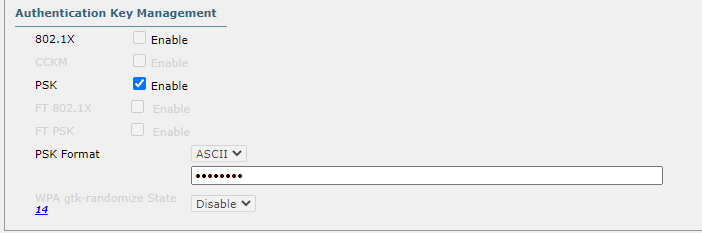 Authentication Key Management
802.1X Enable
CCKM Enable
PSK Enable
FT 802.1X Enable
FT PSK Enable
PSK Format ASCII
••••••••
WPA gtk-randomize State Disable
14